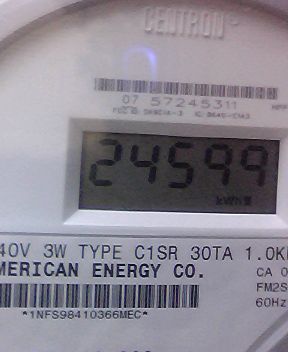 CENTRON
07 57245311
24599
kWh
40V 3W TYPE C1SR 30TA 1.0K
MERICAN ENERGY CO.
CA 0
FM2S
60Hz
*1NFS98410366MEC*